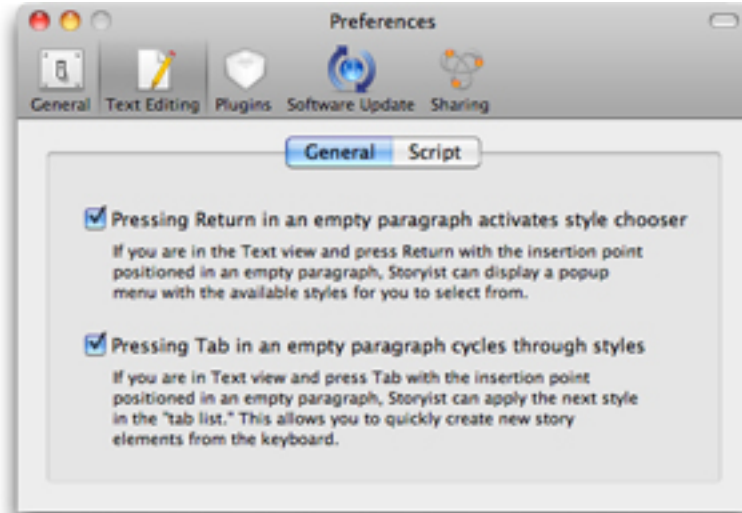 Preferences
General Text Editing Plugins Software Update Sharing
General Script
Pressing Return in an empty paragraph activates style chooser
If you are in the Text view and press Return with the insertion point
positioned in an empty paragraph, Storyist can display a popup
menu with the available styles for you to select from.
Pressing Tab in an empty paragraph cycles through styles
If you are in Text view and press Tab with the insertion point
positioned in an empty paragraph, Storyist can apply the next style
in the "tab list." This allows you to quickly create new story
elements from the keyboard.